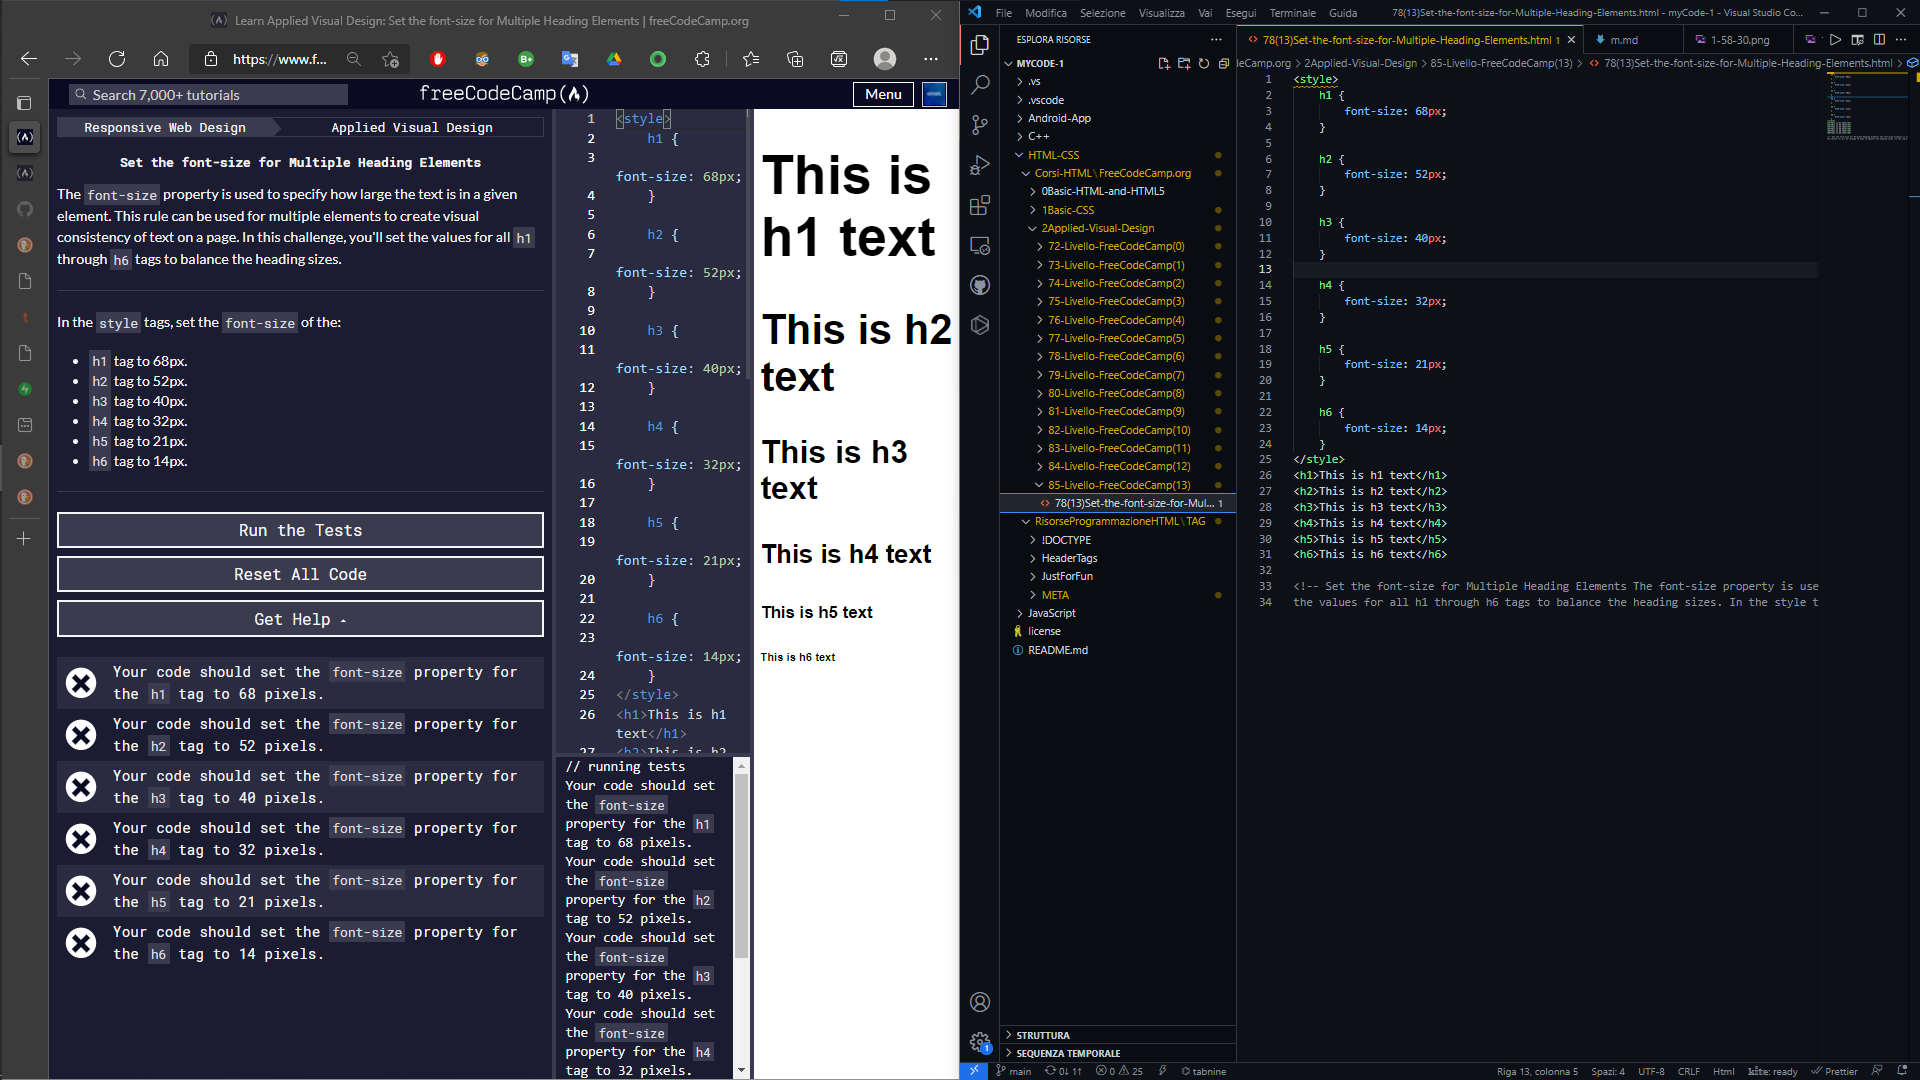 Learn Applied Visual Design: Set the font-size for Multiple Heading Elements | freeCodeCamp.org
https://www.f...
Search 7,000+ tutorials
freeCodeCamp(🔥)
Menu
Responsive Web Design
Applied Visual Design
Set the font-size for Multiple Heading Elements
The font-size property is used to specify how large the text is in a given
element. This rule can be used for multiple elements to create visual
consistency of text on a page. In this challenge, you'll set the values for all h1
through h6 tags to balance the heading sizes.
In the style tags, set the font-size of the:
h1 tag to 68px.
h2 tag to 52px.
h3 tag to 40px.
h4 tag to 32px.
h5 tag to 21px.
h6 tag to 14px.
Run the Tests
Reset All Code
Get Help
Your code should set the font-size property for
the h1 tag to 68 pixels.
Your code should set the font-size property for
the h2 tag to 52 pixels.
Your code should set the font-size property for
the h3 tag to 40 pixels.
Your code should set the font-size property for
the h4 tag to 32 pixels.
Your code should set the font-size property for
the h5 tag to 21 pixels.
Your code should set the font-size property for
the h6 tag to 14 pixels.
1 <style>
2 h1 {
3
font-size: 68px;
4 }
5
6 h2 {
7
font-size: 52px;
8 }
9
10 h3 {
11
font-size: 40px;
12 }
13
14 h4 {
15
font-size: 32px;
16 }
17
18 h5 {
19
font-size: 21px;
20 }
21
22 h6 {
23
font-size: 14px;
24 }
25 </style>
26 <h1>This is h1
text</h1>
27 <h2>This is h2
// running tests
Your code should set
the font-size
property for the h1
tag to 68 pixels.
Your code should set
the font-size
property for the h2
tag to 52 pixels.
Your code should set
the font-size
property for the h3
tag to 40 pixels.
Your code should set
the font-size
property for the h4
tag to 32 pixels.
This is
h1 text
This is h2
text
This is h3
text
This is h4 text
This is h5 text
This is h6 text
File Modifica Selezione Visualizza Vai Esegui Terminale Guida
78(13)Set-the-font-size-for-Multiple-Heading-Elements.html - myCode-1 - Visual Studio Co...
ESPLORA RISORSE
MYCODE-1
.vs
.vscode
Android-App
C++
HTML-CSS
Corsi-HTML\FreeCodeCamp.org
0Basic-HTML-and-HTML5
1Basic-CSS
2Applied-Visual-Design
72-Livello-FreeCodeCamp(0)
73-Livello-FreeCodeCamp(1)
74-Livello-FreeCodeCamp(2)
75-Livello-FreeCodeCamp(3)
76-Livello-FreeCodeCamp(4)
77-Livello-FreeCodeCamp(5)
78-Livello-FreeCodeCamp(6)
79-Livello-FreeCodeCamp(7)
80-Livello-FreeCodeCamp(8)
81-Livello-FreeCodeCamp(9)
82-Livello-FreeCodeCamp(10)
83-Livello-FreeCodeCamp(11)
84-Livello-FreeCodeCamp(12)
85-Livello-FreeCodeCamp(13)
78(13)Set-the-font-size-for-Mul... 1
RisorseProgrammazioneHTML\TAG
!DOCTYPE
HeaderTags
JustForFun
META
JavaScript
license
README.md
STRUTTURA
SEQUENZA TEMPORALE
78(13)Set-the-font-size-for-Multiple-Heading-Elements.html 1
m.md
1-58-30.png
deCamp.org > 2Applied-Visual-Design > 85-Livello-FreeCodeCamp(13) > 78(13)Set-the-font-size-for-Multiple-Heading-Elements.html
1 <style>
2 h1 {
3 font-size: 68px;
4 }
5
6 h2 {
7 font-size: 52px;
8 }
9
10 h3 {
11 font-size: 40px;
12 }
13
14 h4 {
15 font-size: 32px;
16 }
17
18 h5 {
19 font-size: 21px;
20 }
21
22 h6 {
23 font-size: 14px;
24 }
25 </style>
26 <h1>This is h1 text</h1>
27 <h2>This is h2 text</h2>
28 <h3>This is h3 text</h3>
29 <h4>This is h4 text</h4>
30 <h5>This is h5 text</h5>
31 <h6>This is h6 text</h6>
32
33 <!-- Set the font-size for Multiple Heading Elements The font-size property is use
34 the values for all h1 through h6 tags to balance the heading sizes. In the style t
main 0↓ 1↑ 0 25 tabnine
Riga 13, colonna 5 Spazi: 4 UTF-8 CRLF Html kite: ready Prettier